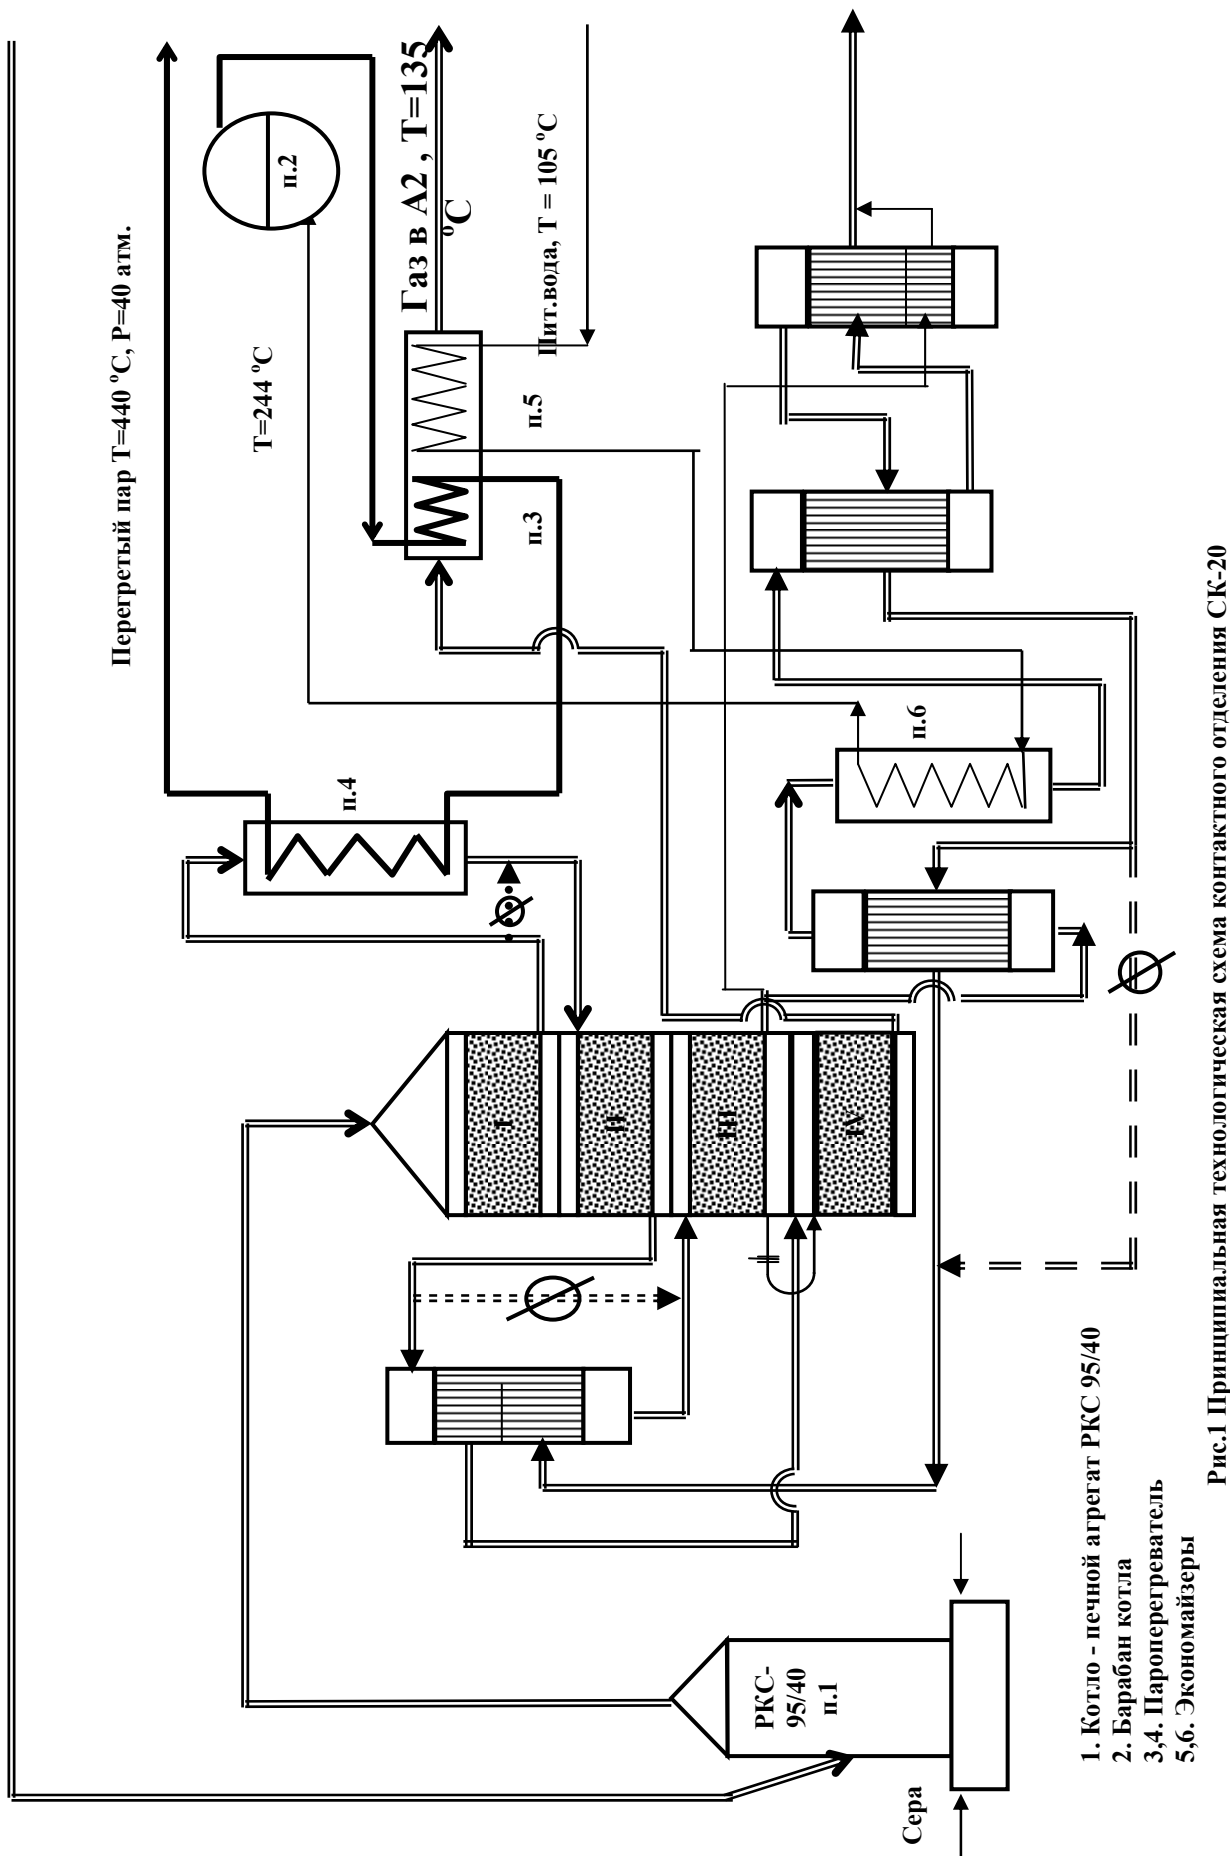 Перегретый пар Т=440 °С, Р=40 атм.
Т=244 °С
п.2
Газ в А2 , Т=135
°С
Пит.вода, Т = 105 °С
п.5
п.3
п.4
п.6
I
II
III
IV
РКС-
95/40
п.1
Сера
1. Котло - печной агрегат РКС 95/40
2. Барабан котла
3,4. Пароперегреватель
5,6. Экономайзеры
Рис.1 Принципиальная технологическая схема контактного отделения СК-20